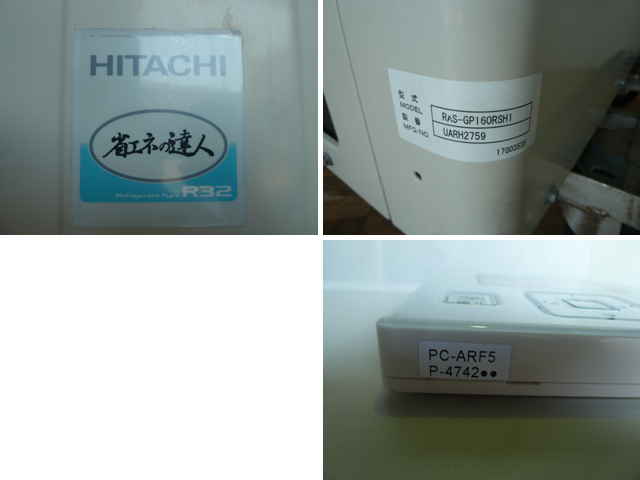 HITACHI
省エネの達人
Refrigerant Type R32
型式
MODEL
RAS-GP160RSH1
製番
MFG/NO.
UARH2759
17G03535
PC-ARF5
P-4742●●